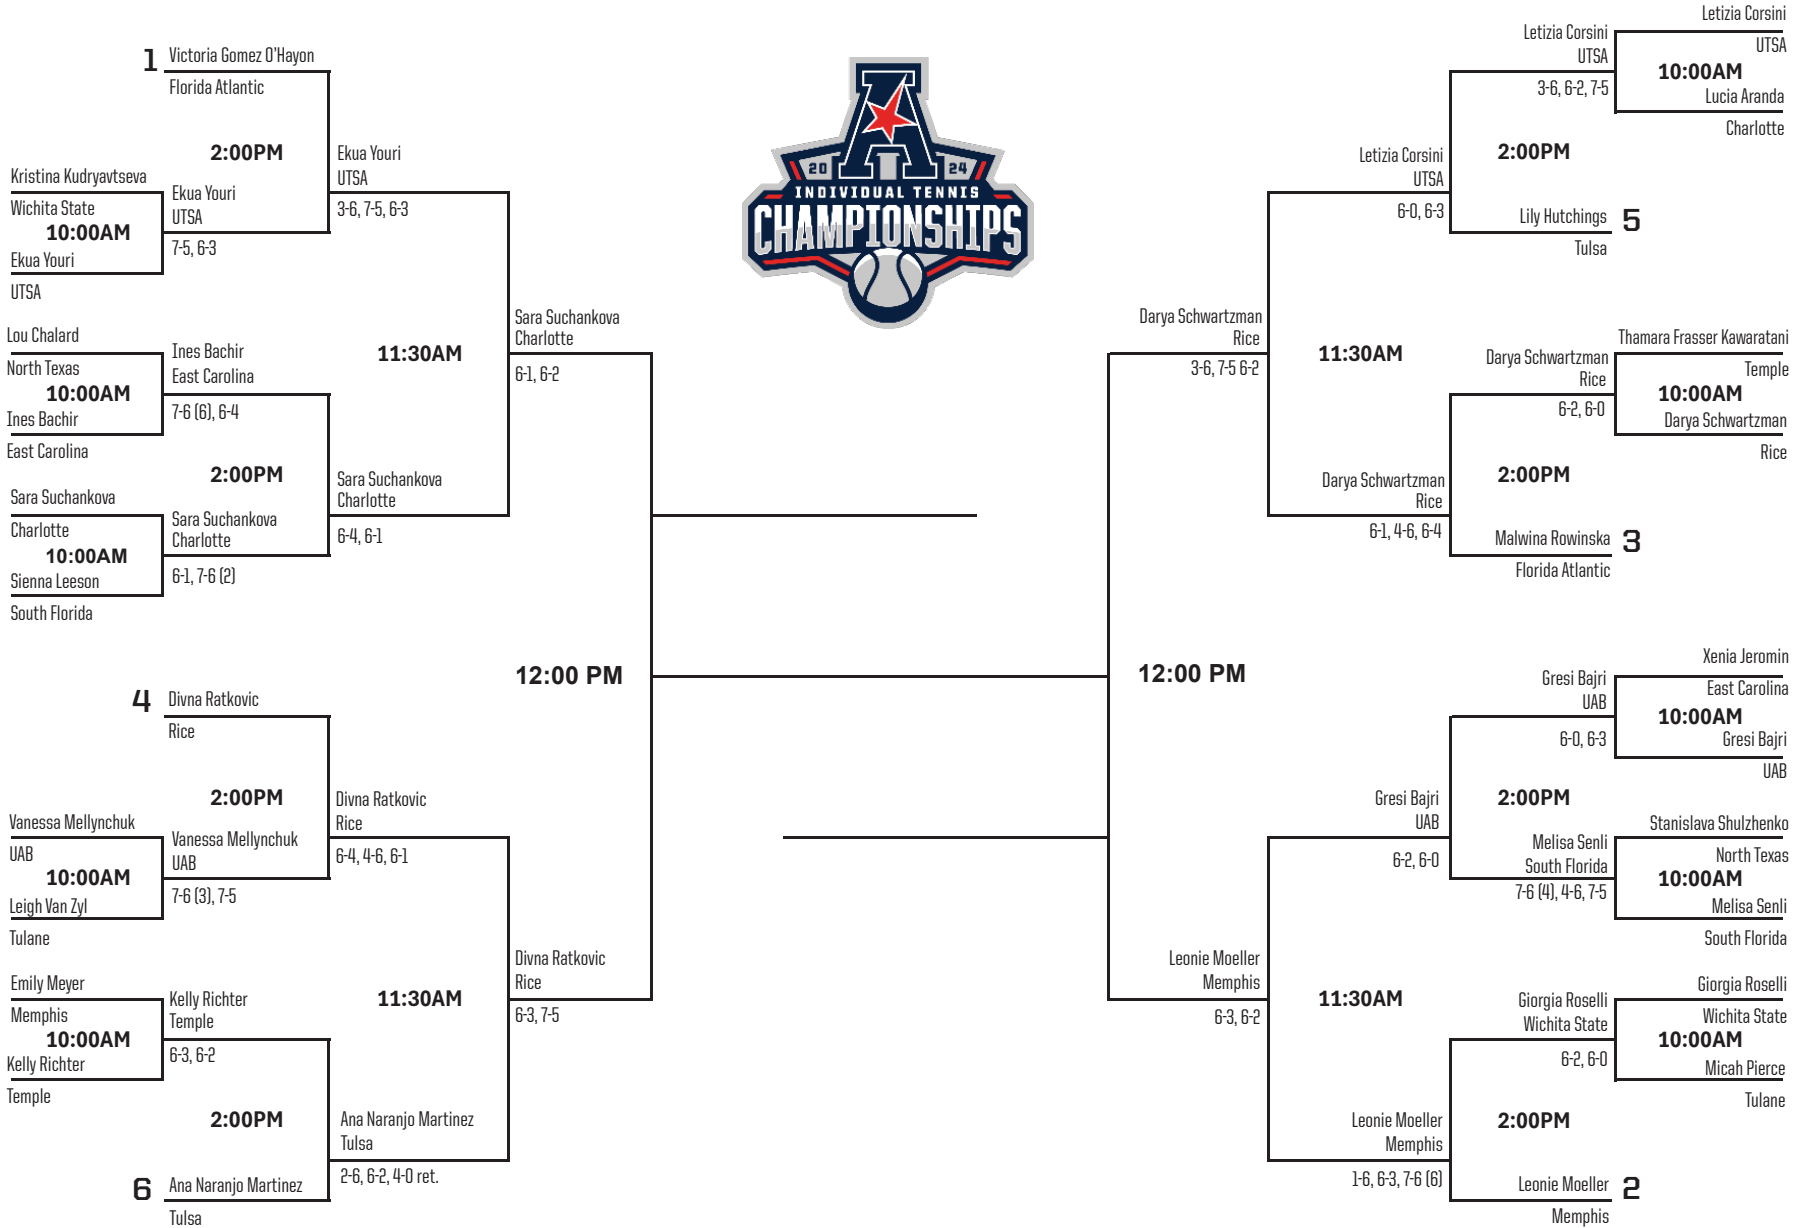 1 Victoria Gomez O'Hayon
Florida Atlantic
2:00PM
Kristina Kudryavtseva
Wichita State
10:00AM
Ekua Youri
UTSA
Ekua Youri
UTSA
7-5, 6-3
Ekua Youri
UTSA
3-6, 7-5, 6-3
Lou Chalard
North Texas
10:00AM
Ines Bachir
East Carolina
Ines Bachir
East Carolina
7-6 (6), 6-4
11:30AM
2:00PM
Sara Suchankova
Charlotte
10:00AM
Sienna Leeson
South Florida
Sara Suchankova
Charlotte
6-1, 7-6 (2)
Sara Suchankova
Charlotte
6-4, 6-1
Sara Suchankova
Charlotte
6-1, 6-2
12:00 PM
4 Divna Ratkovic
Rice
2:00PM
Vanessa Mellynchuk
UAB
10:00AM
Leigh Van Zyl
Tulane
Vanessa Mellynchuk
UAB
7-6 (3), 7-5
Divna Ratkovic
Rice
6-4, 4-6, 6-1
Emily Meyer
Memphis
10:00AM
Kelly Richter
Temple
Kelly Richter
Temple
6-3, 6-2
11:30AM
2:00PM
6 Ana Naranjo Martinez
Tulsa
Ana Naranjo Martinez
Tulsa
2-6, 6-2, 4-0 ret.
Divna Ratkovic
Rice
6-3, 7-5
A
20 24
INDIVIDUAL TENNIS
CHAMPIONSHIPS
Letizia Corsini
UTSA
10:00AM
Lucia Aranda
Charlotte
Letizia Corsini
UTSA
3-6, 6-2, 7-5
2:00PM
Lily Hutchings 5
Tulsa
Letizia Corsini
UTSA
6-0, 6-3
Darya Schwartzman
Rice
3-6, 7-5 6-2
11:30AM
Thamara Frasser Kawaratani
Temple
10:00AM
Darya Schwartzman
Rice
Darya Schwartzman
Rice
6-2, 6-0
2:00PM
Malwina Rowinska 3
Florida Atlantic
Darya Schwartzman
Rice
6-1, 4-6, 6-4
12:00 PM
Xenia Jeromin
East Carolina
10:00AM
Gresi Bajri
UAB
Gresi Bajri
UAB
6-0, 6-3
2:00PM
Stanislava Shulzhenko
North Texas
10:00AM
Melisa Senli
South Florida
Melisa Senli
South Florida
7-6 (4), 4-6, 7-5
Gresi Bajri
UAB
6-2, 6-0
Leonie Moeller
Memphis
6-3, 6-2
11:30AM
Giorgia Roselli
Wichita State
10:00AM
Micah Pierce
Tulane
Giorgia Roselli
Wichita State
6-2, 6-0
2:00PM
Leonie Moeller 2
Memphis
Leonie Moeller
Memphis
1-6, 6-3, 7-6 (6)